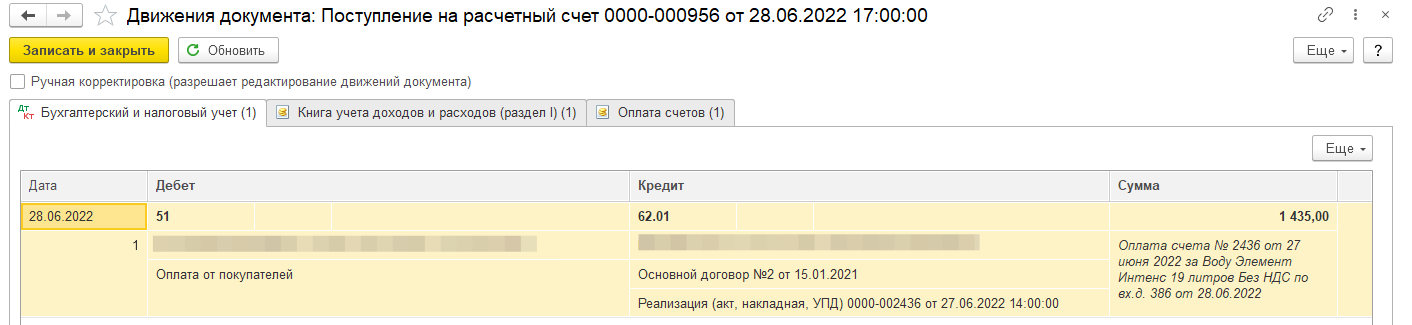 Движения документа: Поступление на расчетный счет 0000-000956 от 28.06.2022 17:00:00
Записать и закрыть
Обновить
Еще
?
Ручная корректировка (разрешает редактирование движений документа)
Дт Кт Бухгалтерский и налоговый учет (1)
Книга учета доходов и расходов (раздел I) (1)
Оплата счетов (1)
Еще
Дата Дебет Кредит Сумма
28.06.2022 51 62.01 1 435,00
1
Оплата от покупателей
Основной договор №2 от 15.01.2021
Реализация (акт, накладная, УПД) 0000-002436 от 27.06.2022 14:00:00
Оплата счета № 2436 от 27
июня 2022 за Воду Элемент
Интенс 19 литров Без НДС по
вх.д. 386 от 28.06.2022